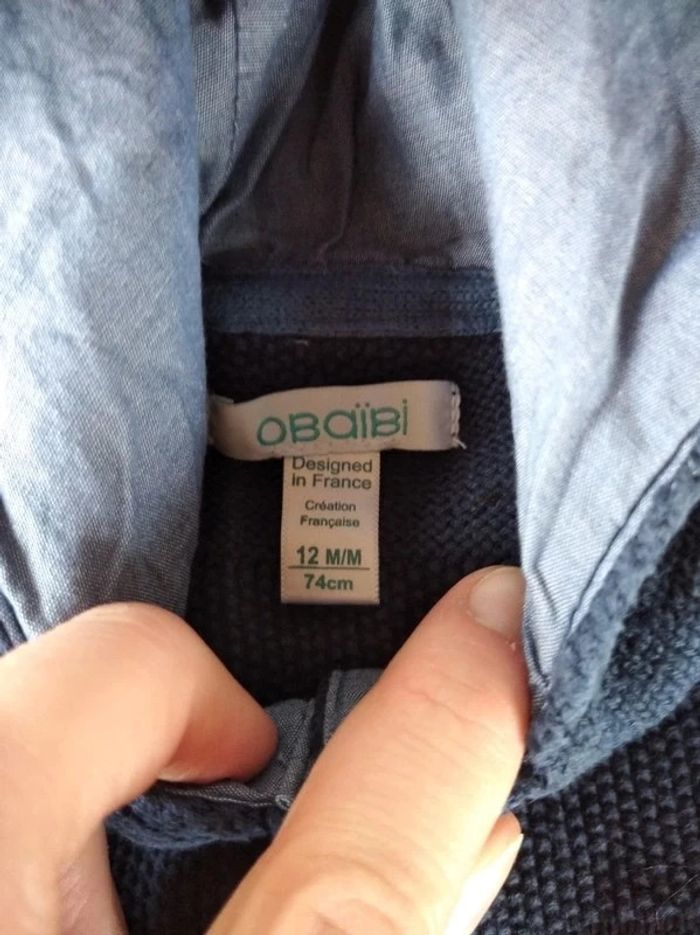 OBaïBi
Designed
in France
Création
Française
12 M/M
74cm